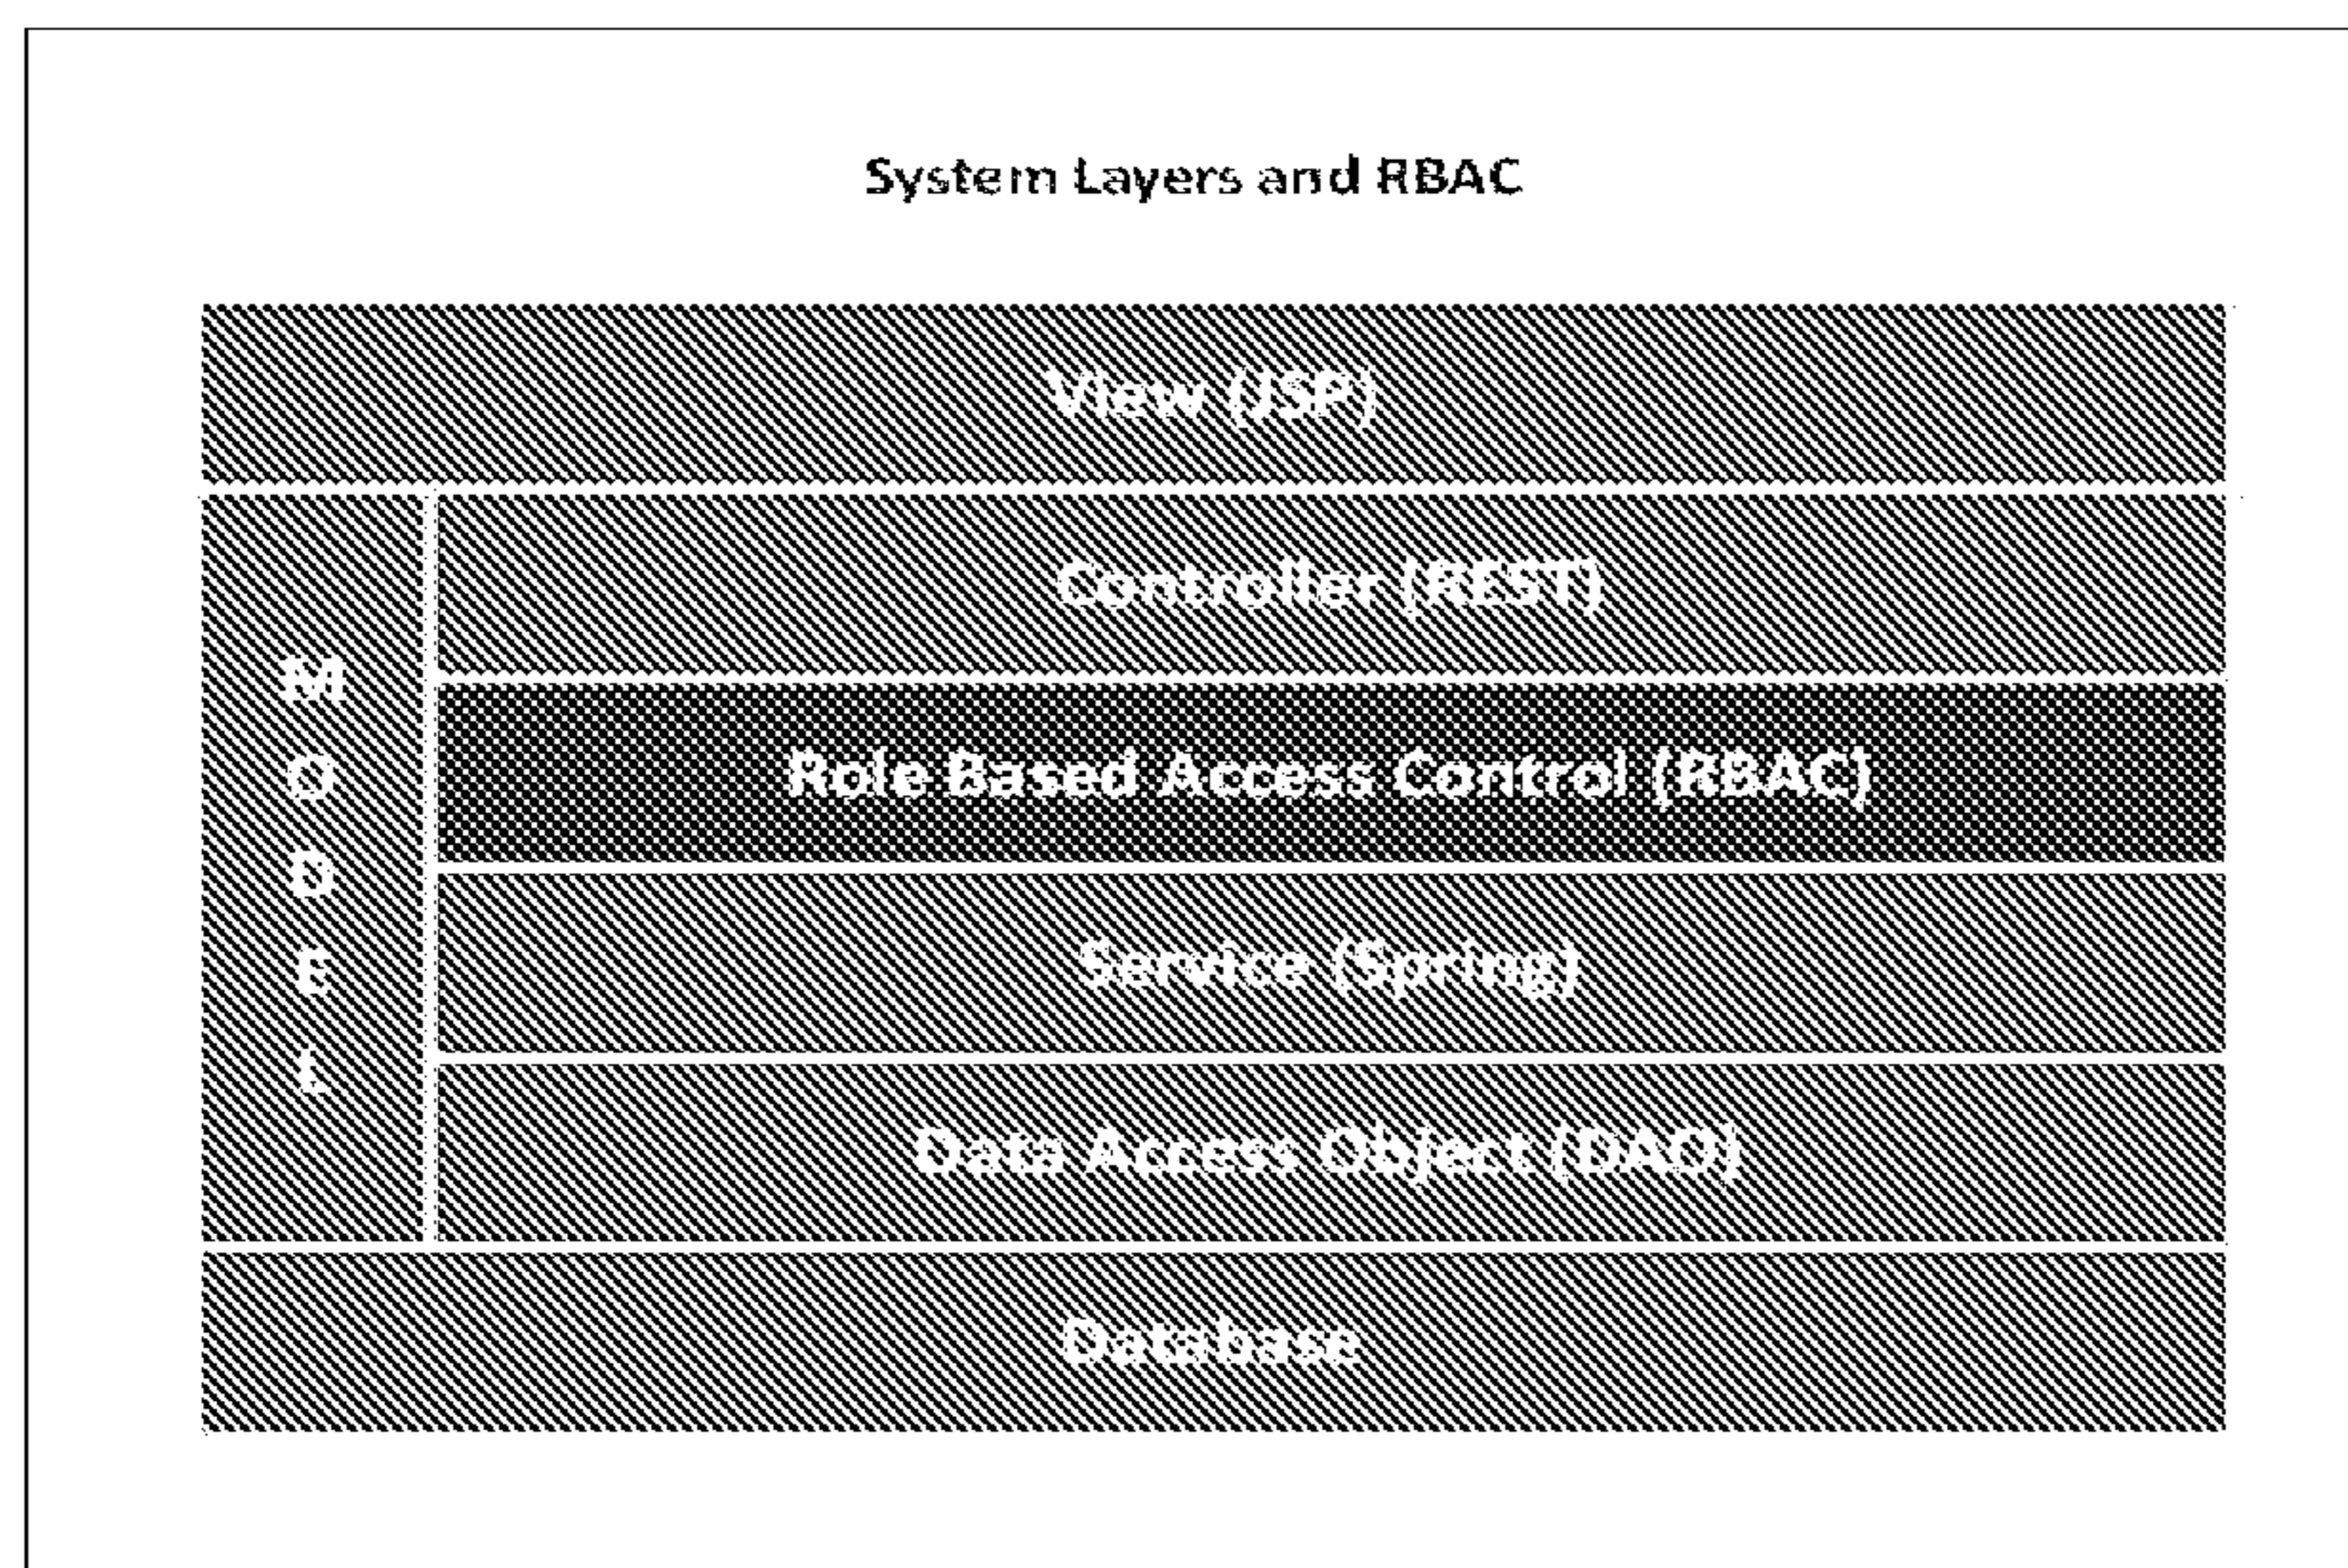 System Layers and RBAC
View (JSP)
Controller (REST)
MODEL
Role Based Access Control (RBAC)
Service (Spring)
Data Access Object (DAO)
Database